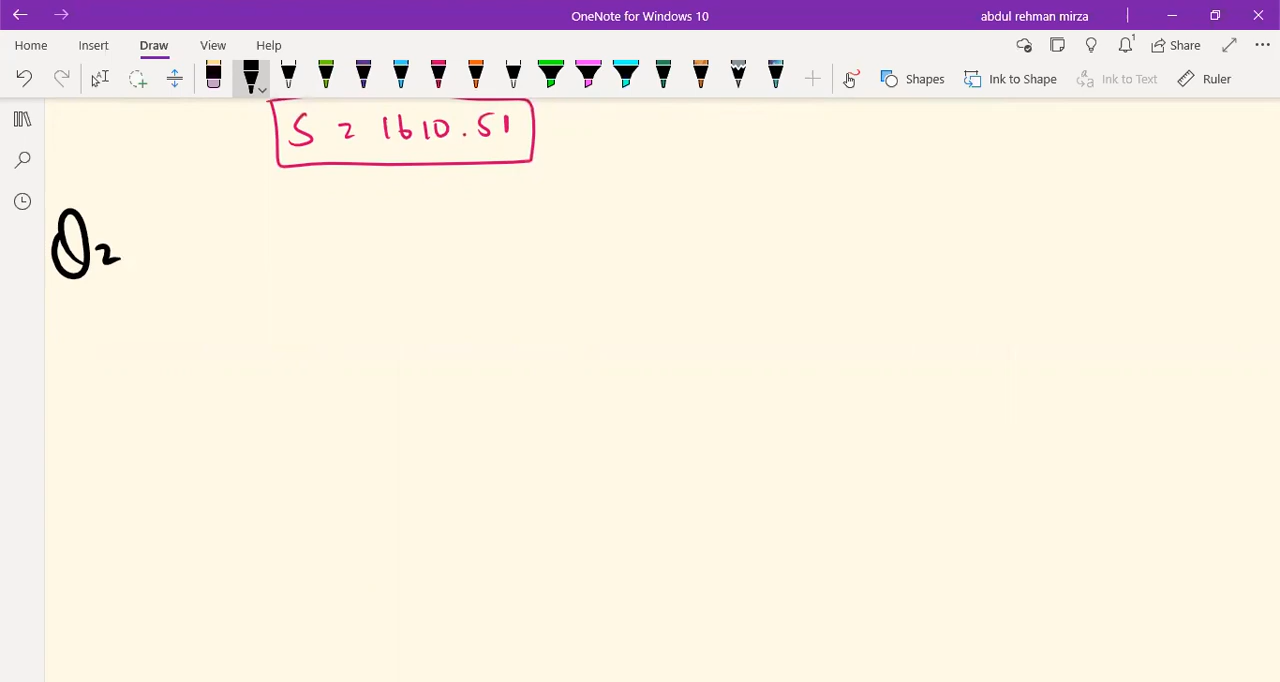 OneNote for Windows 10
abdul rehman mirza
Home Insert Draw View Help
Share
Shapes Ink to Shape Ink to Text Ruler
S = 1610.51
Q2